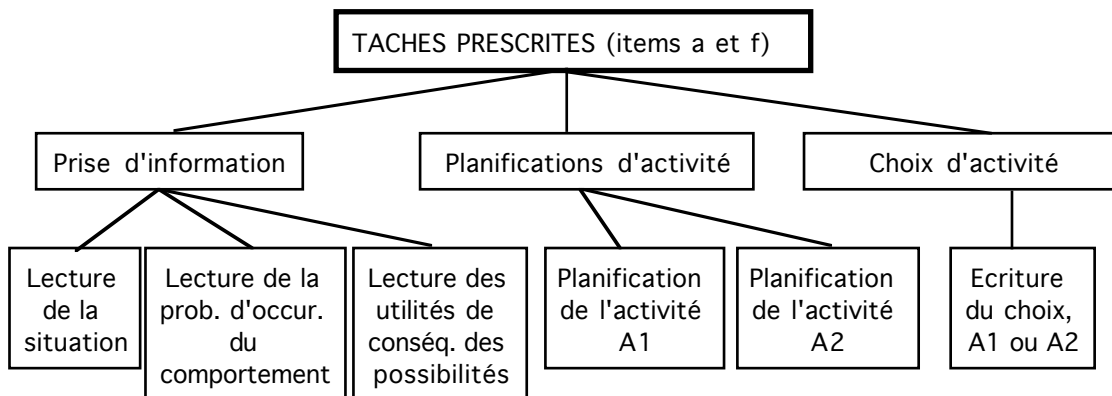 TACHES PRESCRITES (items a et f)
Prise d'information
Planifications d'activité
Choix d'activité
Lecture
de la
situation
Lecture de la
prob. d'occur.
du
comportement
Lecture des
utilités de
conséq. des
possibilités
Planification
de l'activité
A1
Planification
de l'activité
A2
Ecriture
du choix,
A1 ou A2